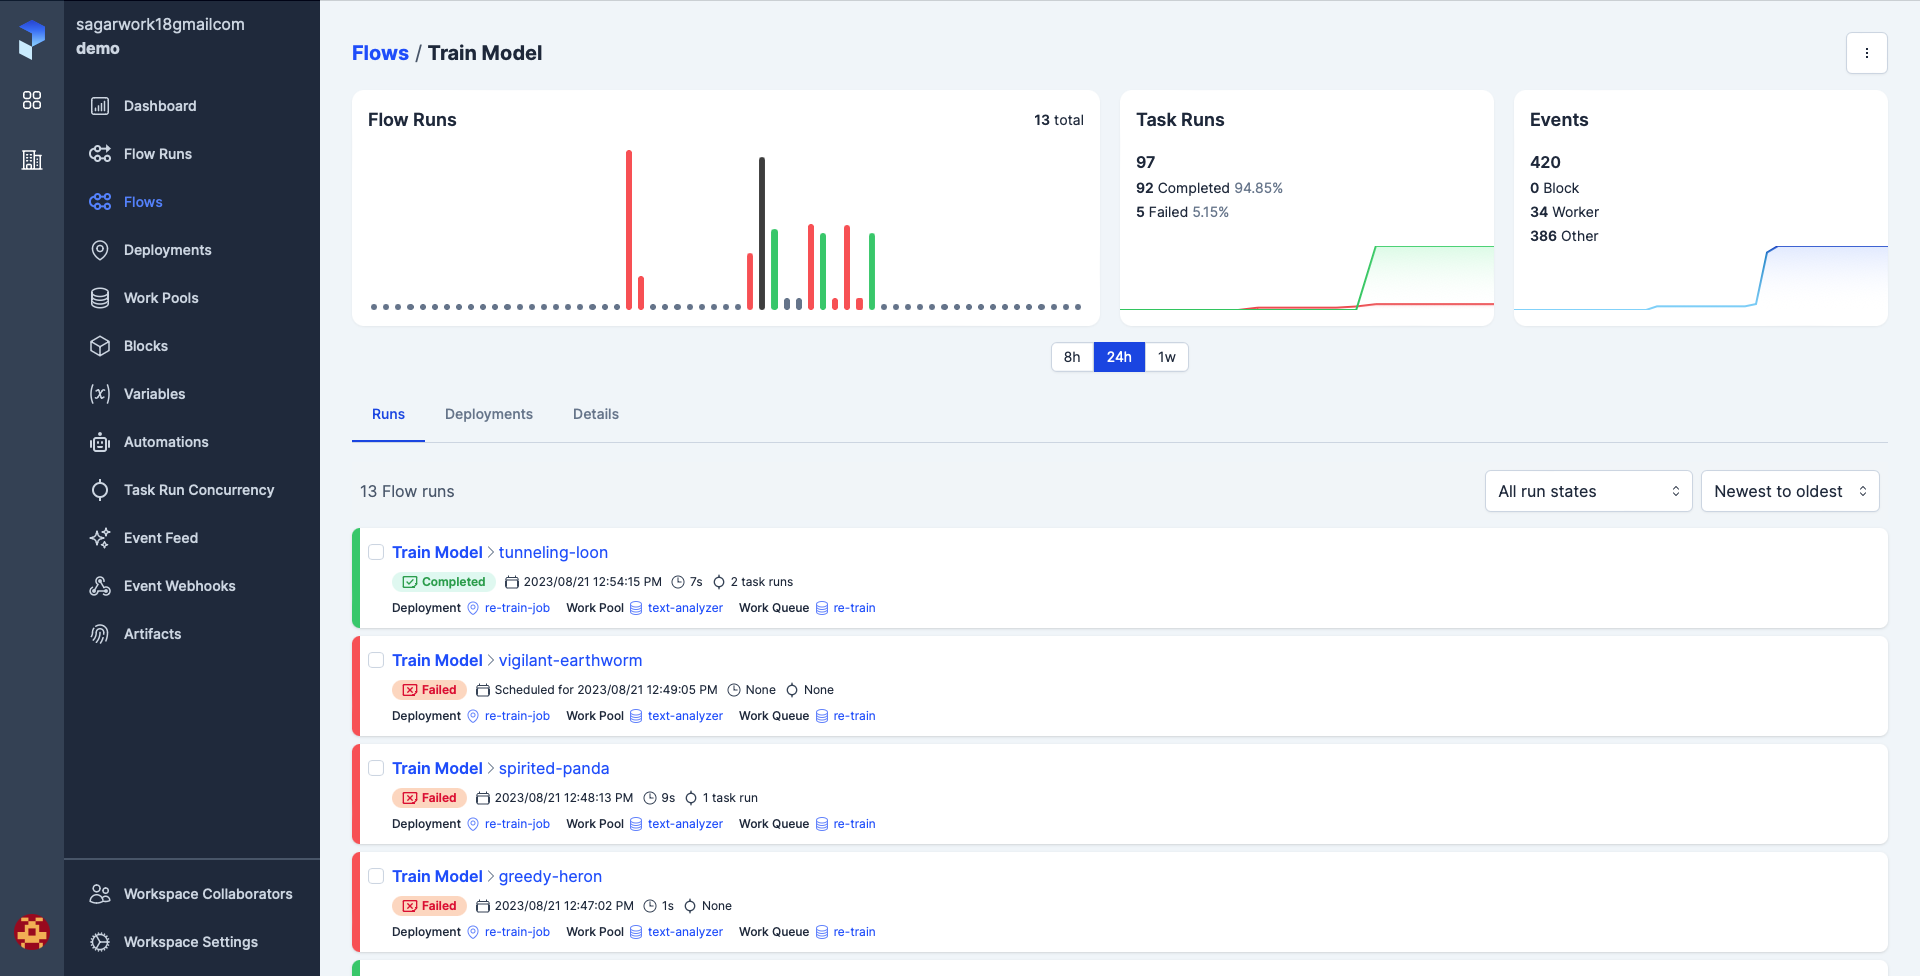 sagarwork18gmailcom
demo
Dashboard
Flow Runs
Flows
Deployments
Work Pools
Blocks
Variables
Automations
Task Run Concurrency
Event Feed
Event Webhooks
Artifacts
Workspace Collaborators
Workspace Settings
Flows / Train Model
Flow Runs
13 total
Task Runs
97
92 Completed 94.85%
5 Failed 5.15%
Events
420
0 Block
34 Worker
386 Other
8h 24h 1w
Runs Deployments Details
13 Flow runs
All run states
Newest to oldest
Train Model > tunneling-loon
Completed 2023/08/21 12:54:15 PM 7s 2 task runs
Deployment re-train-job Work Pool text-analyzer Work Queue re-train
Train Model > vigilant-earthworm
Failed Scheduled for 2023/08/21 12:49:05 PM None None
Deployment re-train-job Work Pool text-analyzer Work Queue re-train
Train Model > spirited-panda
Failed 2023/08/21 12:48:13 PM 9s 1 task run
Deployment re-train-job Work Pool text-analyzer Work Queue re-train
Train Model > greedy-heron
Failed 2023/08/21 12:47:02 PM 1s None
Deployment re-train-job Work Pool text-analyzer Work Queue re-train